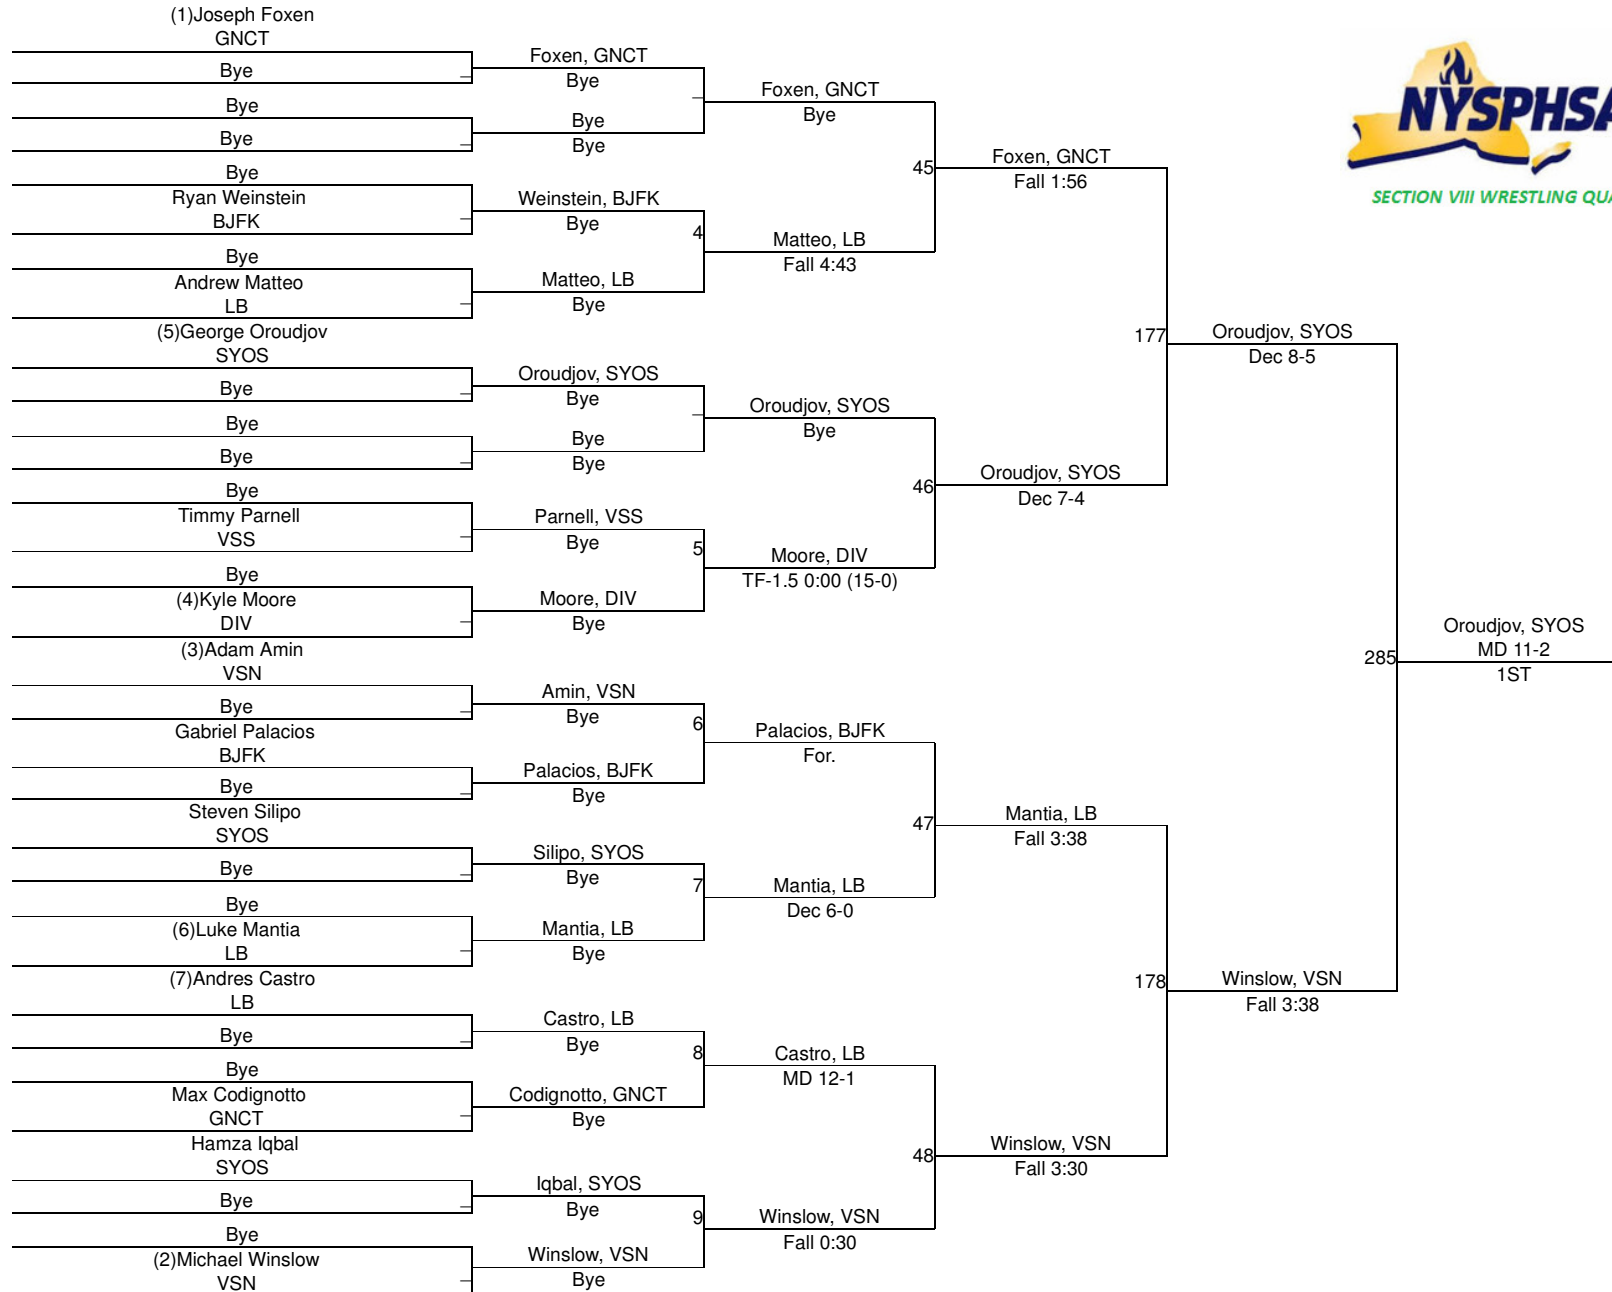 (1)Joseph Foxen
GNCT
Bye
Bye
Bye
Bye
Ryan Weinstein
BJFK
Bye
Andrew Matteo
LB
(5)George Oroudjov
SYOS
Bye
Bye
Bye
Bye
Timmy Parnell
VSS
Bye
(4)Kyle Moore
DIV
(3)Adam Amin
VSN
Bye
Gabriel Palacios
BJFK
Bye
Steven Silipo
SYOS
Bye
Bye
(6)Luke Mantia
LB
(7)Andres Castro
LB
Bye
Bye
Max Codignotto
GNCT
Hamza Iqbal
SYOS
Bye
Bye
(2)Michael Winslow
VSN
Foxen, GNCT
Bye
Bye
Bye
Weinstein, BJFK
Bye
4
Matteo, LB
Bye
Oroudjov, SYOS
Bye
Bye
Bye
Parnell, VSS
Bye
5
Moore, DIV
Bye
Amin, VSN
Bye
6
Palacios, BJFK
Bye
Silipo, SYOS
Bye
7
Mantia, LB
Bye
Castro, LB
Bye
8
Codignotto, GNCT
Bye
Iqbal, SYOS
Bye
9
Winslow, VSN
Bye
Foxen, GNCT
Bye
45
Matteo, LB
Fall 4:43
Oroudjov, SYOS
Bye
46
Moore, DIV
TF-1.5 0:00 (15-0)
Palacios, BJFK
For.
47
Mantia, LB
Dec 6-0
Castro, LB
MD 12-1
48
Winslow, VSN
Fall 0:30
Foxen, GNCT
Fall 1:56
177
Oroudjov, SYOS
Dec 7-4
Mantia, LB
Fall 3:38
178
Winslow, VSN
Fall 3:30
Oroudjov, SYOS
Dec 8-5
285
Winslow, VSN
Fall 3:38
Oroudjov, SYOS
MD 11-2
1ST
NYSPHSA
SECTION VIII WRESTLING QUA